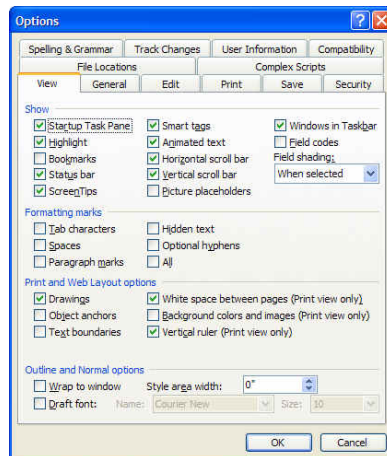 Options
Spelling & Grammar Track Changes User Information Compatibility
File Locations Complex Scripts
View General Edit Print Save Security
Show
Startup Task Pane Smart tags Windows in Taskbar
Highlight Animated text Field codes
Bookmarks Horizontal scroll bar Field shading:
Status bar Vertical scroll bar When selected
ScreenTips Picture placeholders
Formatting marks
Tab characters Hidden text
Spaces Optional hyphens
Paragraph marks All
Print and Web Layout options
Drawings White space between pages (Print view only)
Object anchors Background colors and images (Print view only)
Text boundaries Vertical ruler (Print view only)
Outline and Normal options
Wrap to window Style area width: 0"
Draft font: Name: Courier New Size: 10
OK Cancel